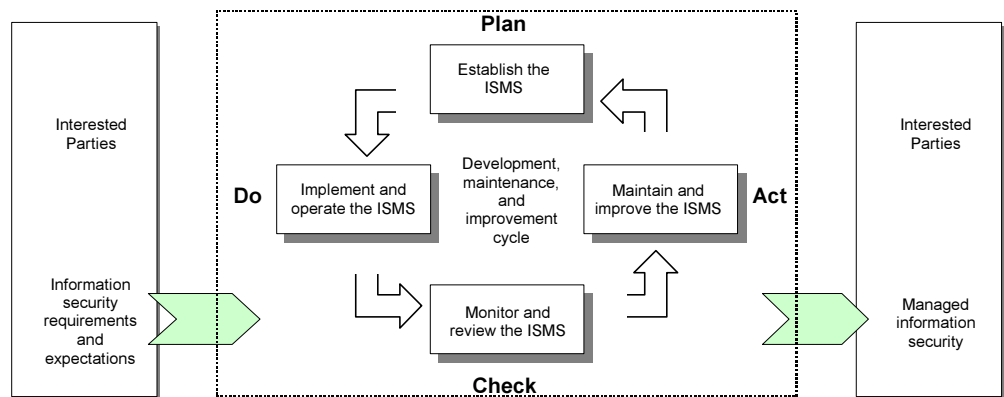 Plan
Establish the
ISMS
Interested
Parties
Information
security
requirements
and
expectations
Do
Implement and
operate the ISMS
Development,
maintenance,
and
improvement
cycle
Maintain and
improve the ISMS
Act
Monitor and
review the ISMS
Check
Interested
Parties
Managed
information
security